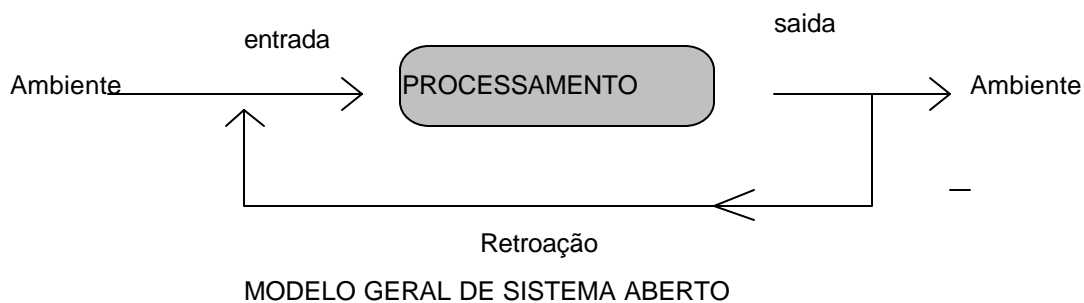 saida
entrada
Ambiente
PROCESSAMENTO
Ambiente
Retroação
MODELO GERAL DE SISTEMA ABERTO